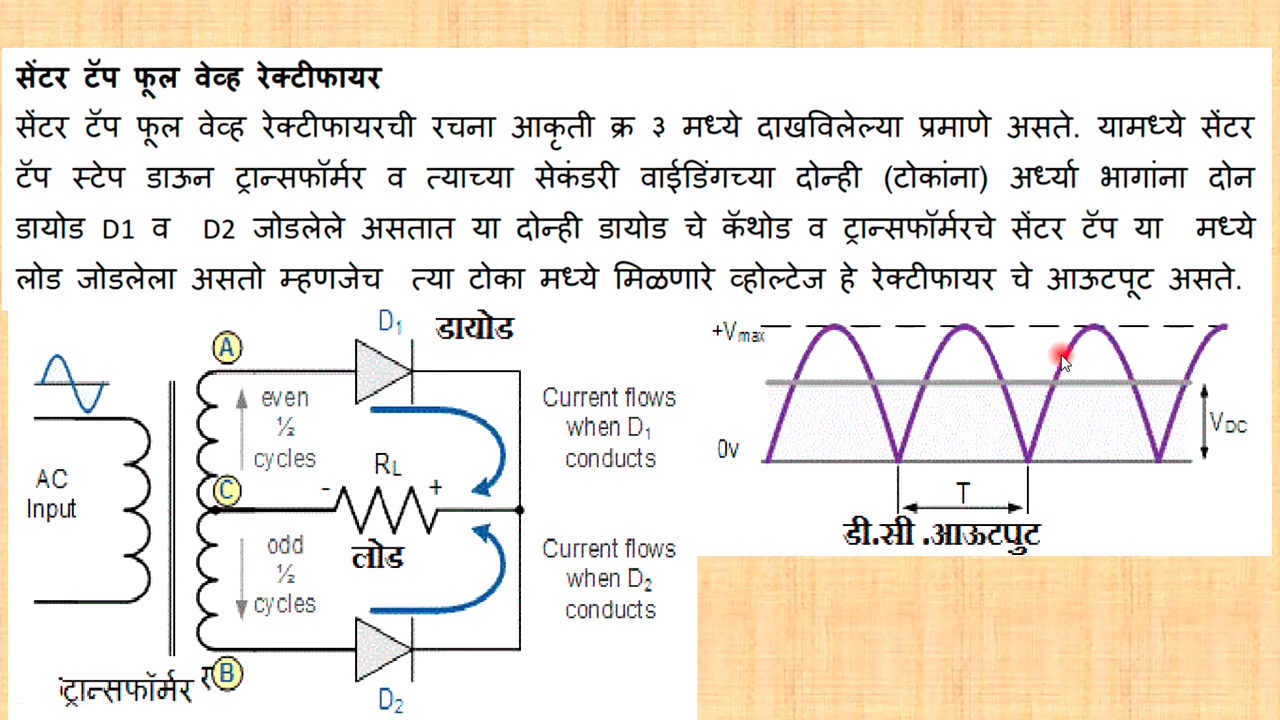 सेंटर टॅप फूल वेव्ह रेक्टीफायर
सेंटर टॅप फूल वेव्ह रेक्टीफायरची रचना आकृती क्र ३ मध्ये दाखविलेल्या प्रमाणे असते. यामध्ये सेंटर
टॅप स्टेप डाऊन ट्रान्सफॉर्मर व त्याच्या सेकंडरी वाईडिंगच्या दोन्ही (टोकांना) अर्ध्या भागांना दोन
डायोड D1 व D2 जोडलेले असतात या दोन्ही डायोड चे कॅथोड व ट्रान्सफॉर्मरचे सेंटर टॅप या मध्ये
लोड जोडलेला असतो म्हणजेच त्या टोका मध्ये मिळणारे व्होल्टेज हे रेक्टीफायर चे आऊटपूट असते.
D1 डायोड
A
even
½
cycles
Current flows
when D1
conducts
AC
Input
C
RL
- +
लोड
odd
½
cycles
Current flows
when D2
conducts
B
D2
ट्रान्सफॉर्मर
+Vmax
VDC
0v
T
डी.सी .आऊटपुट